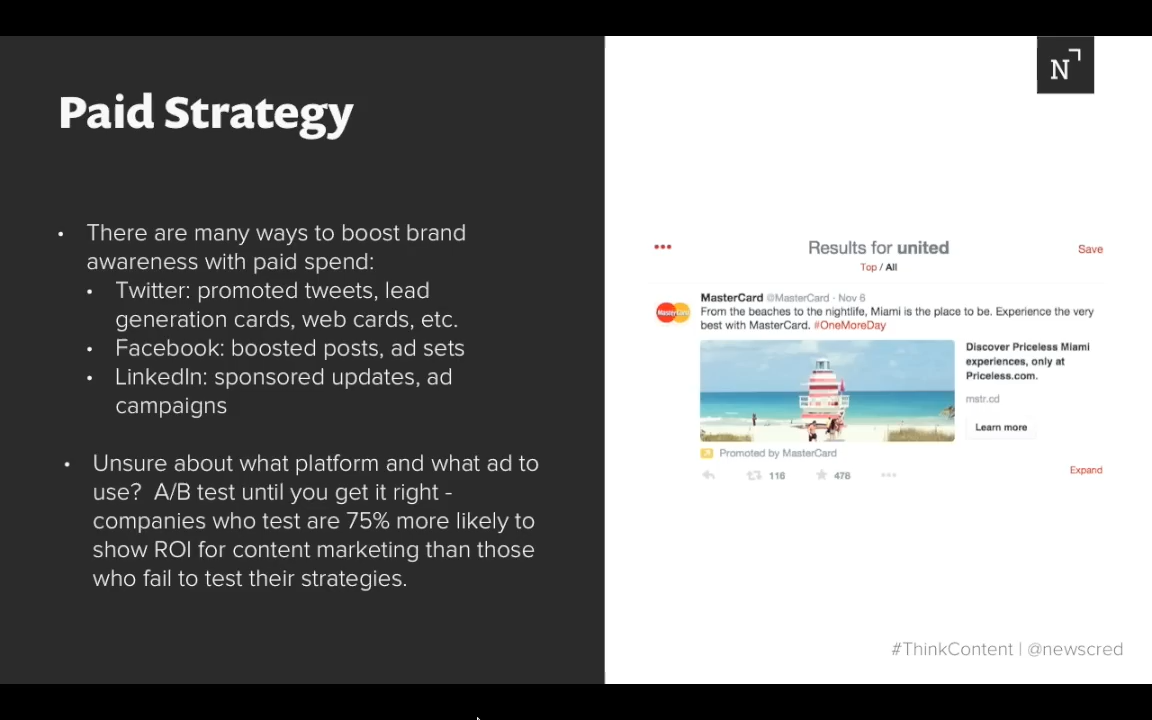 N
Paid Strategy
• There are many ways to boost brand
awareness with paid spend:
• Twitter: promoted tweets, lead
generation cards, web cards, etc.
• Facebook: boosted posts, ad sets
• LinkedIn: sponsored updates, ad
campaigns
• Unsure about what platform and what ad to
use? A/B test until you get it right -
companies who test are 75% more likely to
show ROI for content marketing than those
who fail to test their strategies.
••• Results for united Save
Top / All
MasterCard @MasterCard · Nov 6
MasterCard
From the beaches to the nightlife, Miami is the place to be. Experience the very
best with MasterCard. #OneMoreDay
Discover Priceless Miami
experiences, only at
Priceless.com.
mstr.cd
Learn more
Promoted by MasterCard
116 478 •••
Expand
#ThinkContent | @newscred